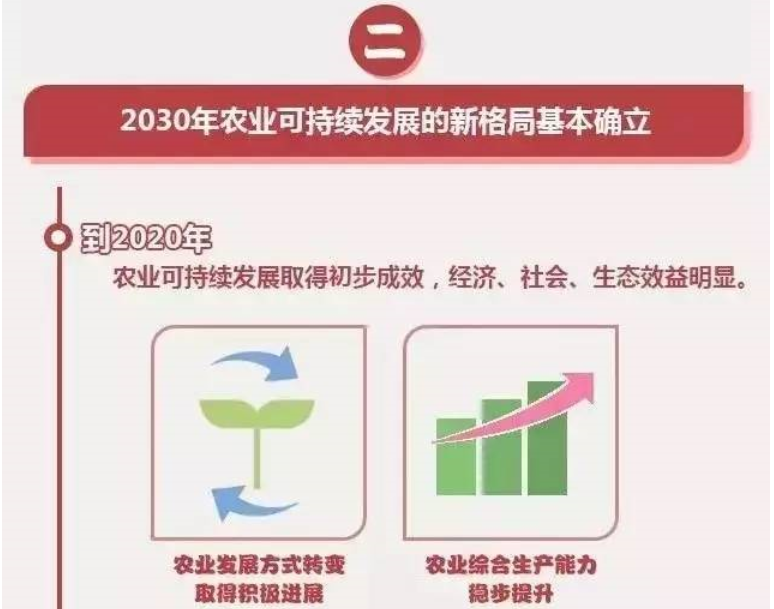 二
2030年农业可持续发展的新格局基本确立
到2020年
农业可持续发展取得初步成效，经济、社会、生态效益明显。
农业发展方式转变
取得积极进展
农业综合生产能力
稳步提升